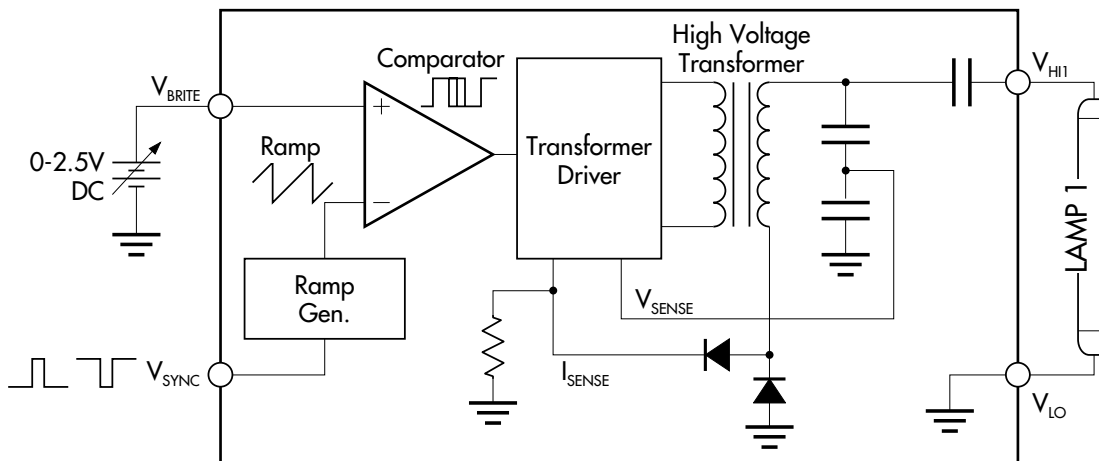 High Voltage
Transformer
Comparator
V_BRITE
V_HI1
+
0-2.5V
DC
Ramp
Transformer
Driver
−
LAMP 1
Ramp
Gen.
V_SENSE
V_SYNC
I_SENSE
V_LO